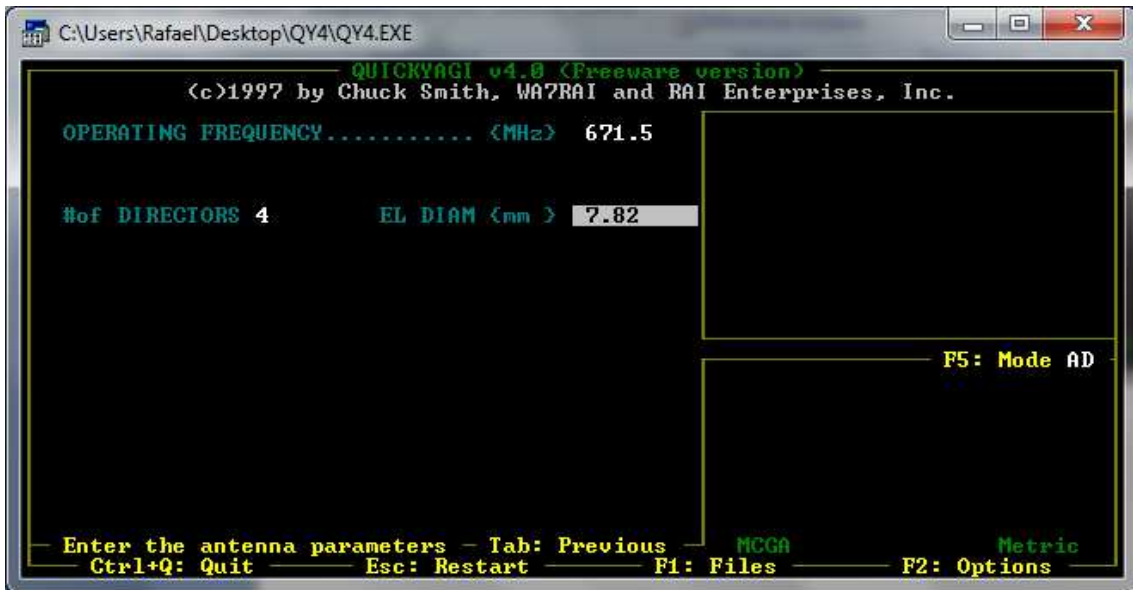 C:\Users\Rafael\Desktop\QY4\QY4.EXE
QUICKYAGI v4.0 (Freeware version)
(c)1997 by Chuck Smith, WA7RAI and RAI Enterprises, Inc.
OPERATING FREQUENCY........... (MHz) 671.5
#of DIRECTORS 4 EL DIAM (mm ) 7.82
F5: Mode AD
Enter the antenna parameters - Tab: Previous
MCGA Metric
Ctrl+Q: Quit Esc: Restart F1: Files F2: Options